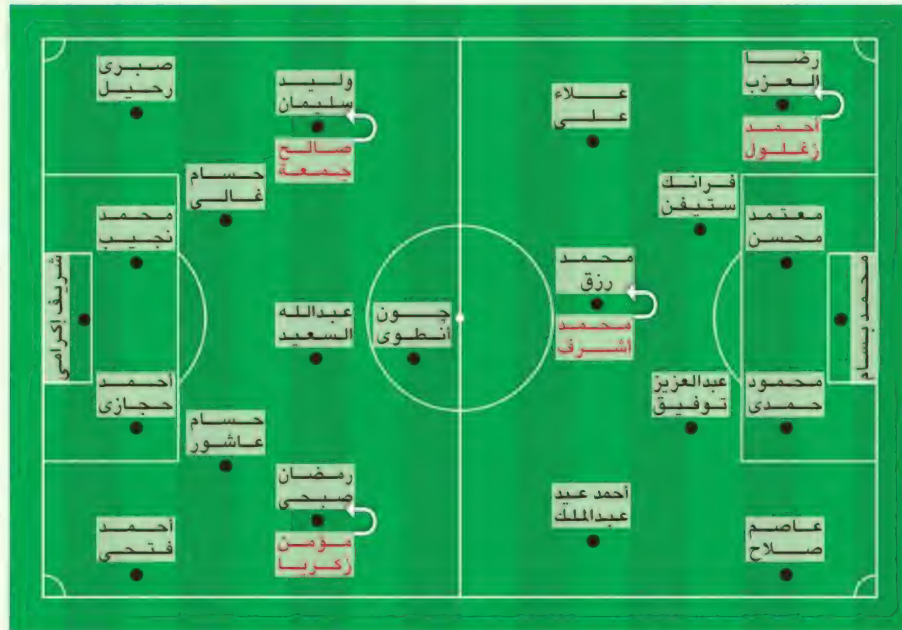 صبرى
رحيل
وليد
سليمان
صالح
جمعة
حسام
غالى
محمد
نجيب
شريف إكرامى
عبدالله
السعيد
چون
أنطوى
أحمد
حجازى
حسام
عاشور
رمضان
صبحى
مؤمن
زكريا
أحمد
فتحى
رضا
العزب
أحمد
زغلول
علاء
على
فرانك
ستيفن
معتمد
محسن
محمد بسام
محمد
رزق
محمد
اشرف
عبدالعزيز
توفيق
محمود
حمدى
أحمد عيد
عبدالملك
عاصم
صلاح